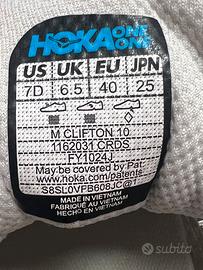 HOKA ONE ONE
US UK EU JPN
7D 6.5 40 25
M CLIFTON 10
1162031 CRDS
FY1024J
May be covered by Pat:
www.hoka.com/patents
S8SL0VFB608JC@T
MADE IN VIETNAM
FABRIQUÉ AU VIETNAM
HECHO EN VIETNAM
subito